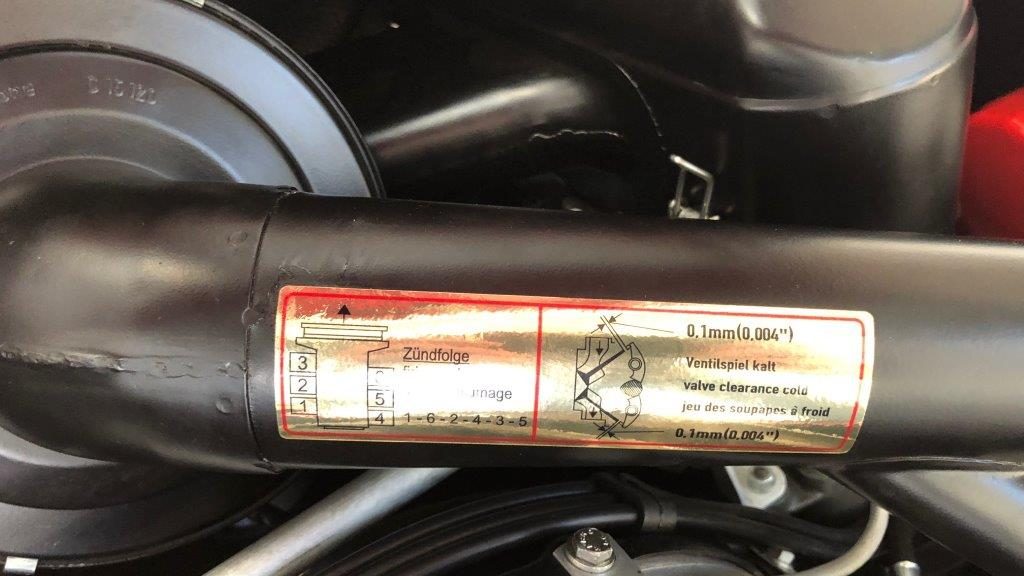 3
2
1
5
4
Zündfolge
1-6-2-4-3-5
0.1mm(0.004")
Ventilspiel kalt
valve clearance cold
jeu des soupapes à froid
0.1mm(0.004")